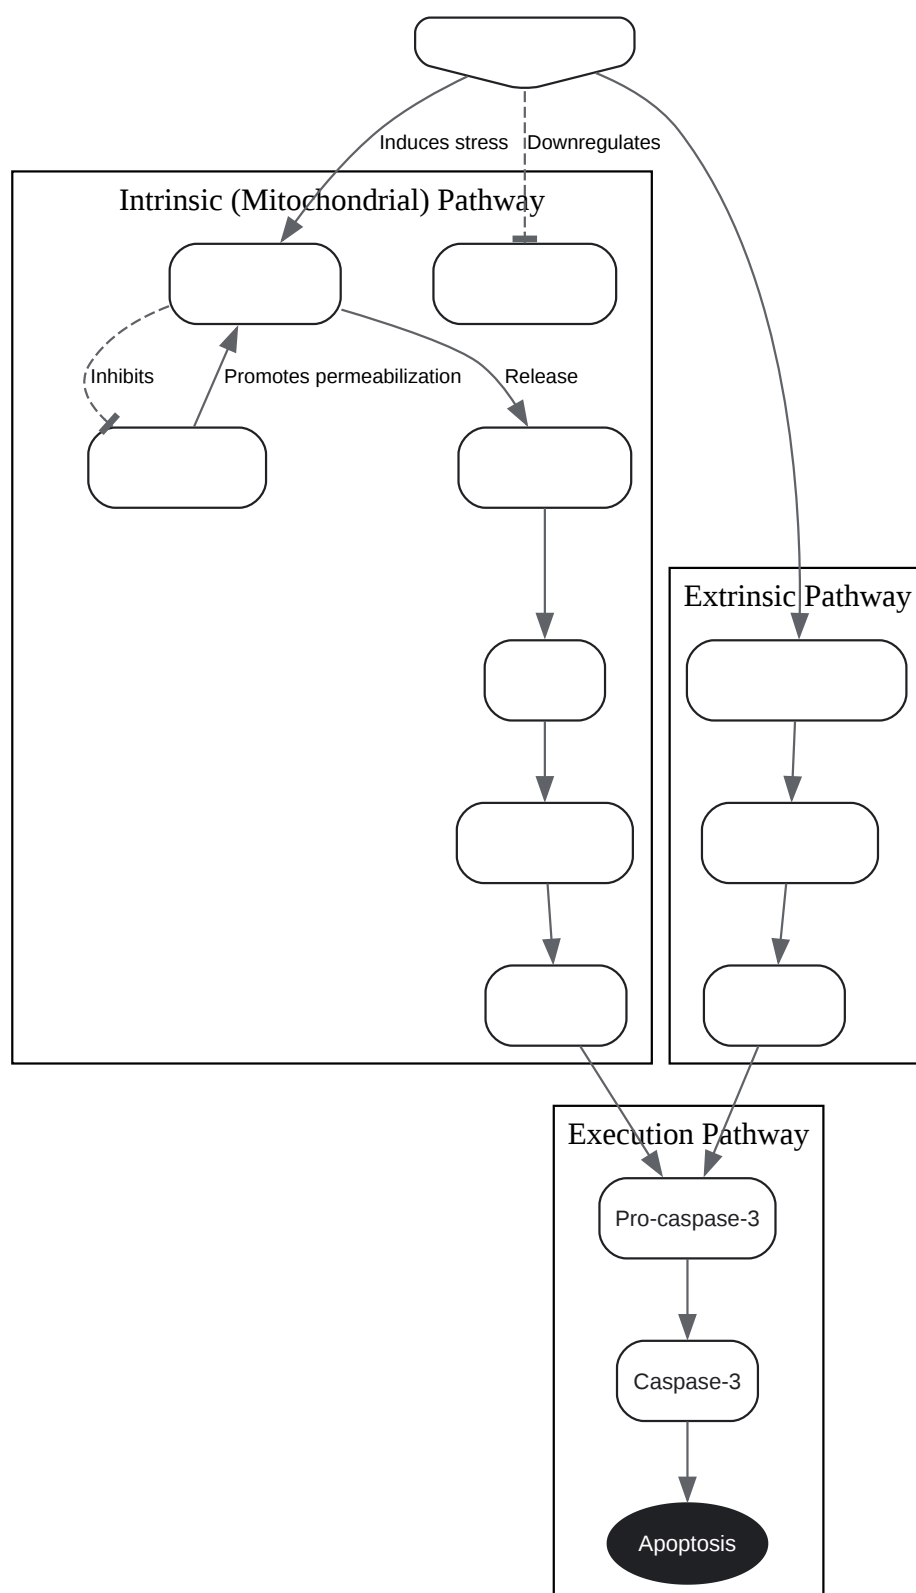 Induces stress
Downregulates
Intrinsic (Mitochondrial) Pathway
Inhibits
Promotes permeabilization
Release
Extrinsic Pathway
Execution Pathway
Pro-caspase-3
Caspase-3
Apoptosis